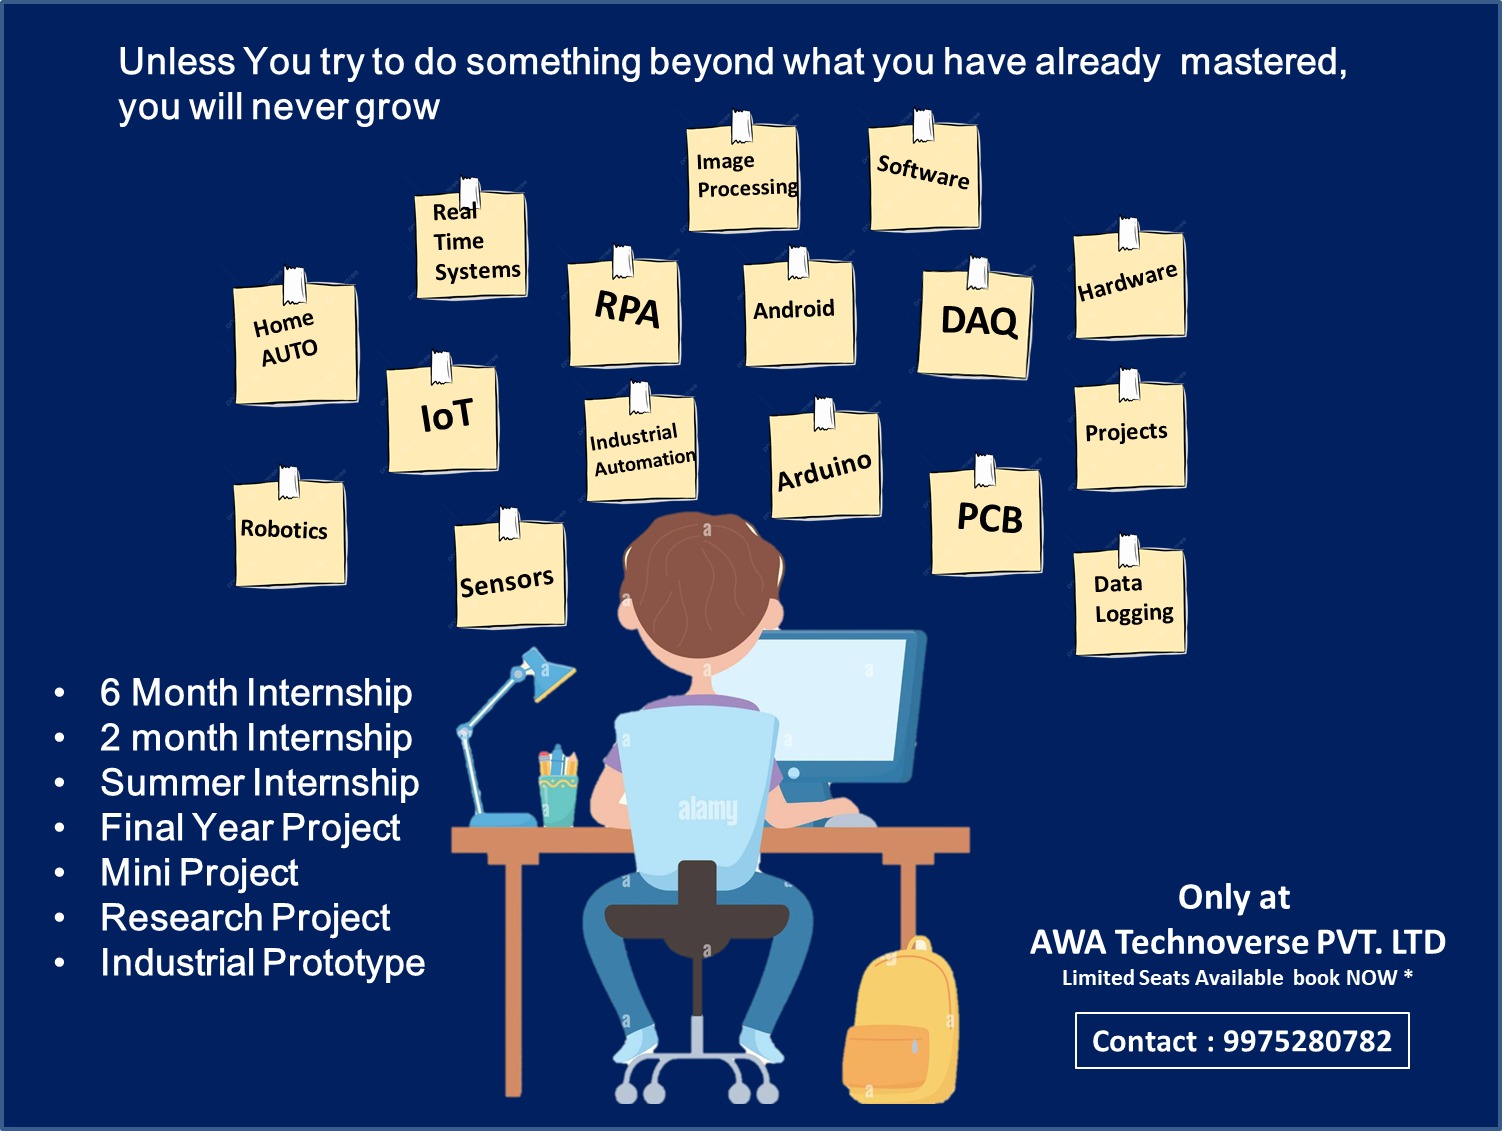 Unless You try to do something beyond what you have already mastered,
you will never grow
Image
Processing
Software
Real
Time
Systems
Hardware
Home
AUTO
RPA
Android
DAQ
IoT
Industrial
Automation
Arduino
Projects
Robotics
Sensors
PCB
Data
Logging
• 6 Month Internship
• 2 month Internship
• Summer Internship
• Final Year Project
• Mini Project
• Research Project
• Industrial Prototype
alamy
Only at
AWA Technoverse PVT. LTD
Limited Seats Available book NOW *
Contact : 9975280782